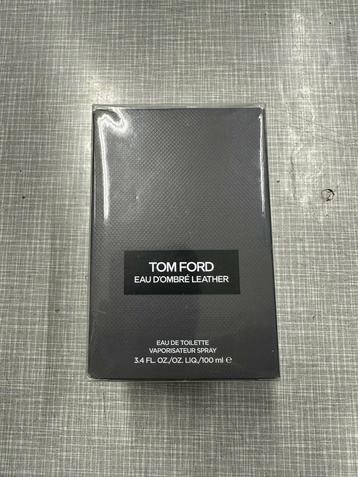 TOM FORD
EAU D'OMBRÉ LEATHER
EAU DE TOILETTE
VAPORISATEUR SPRAY
3.4 FL. OZ./OZ. LIQ./100 ml ℮